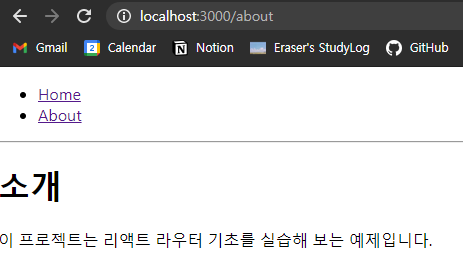 localhost:3000/about
Gmail Calendar Notion Eraser's StudyLog GitHub
Home
About
소개
이 프로젝트는 리액트 라우터 기초를 실습해 보는 예제입니다.